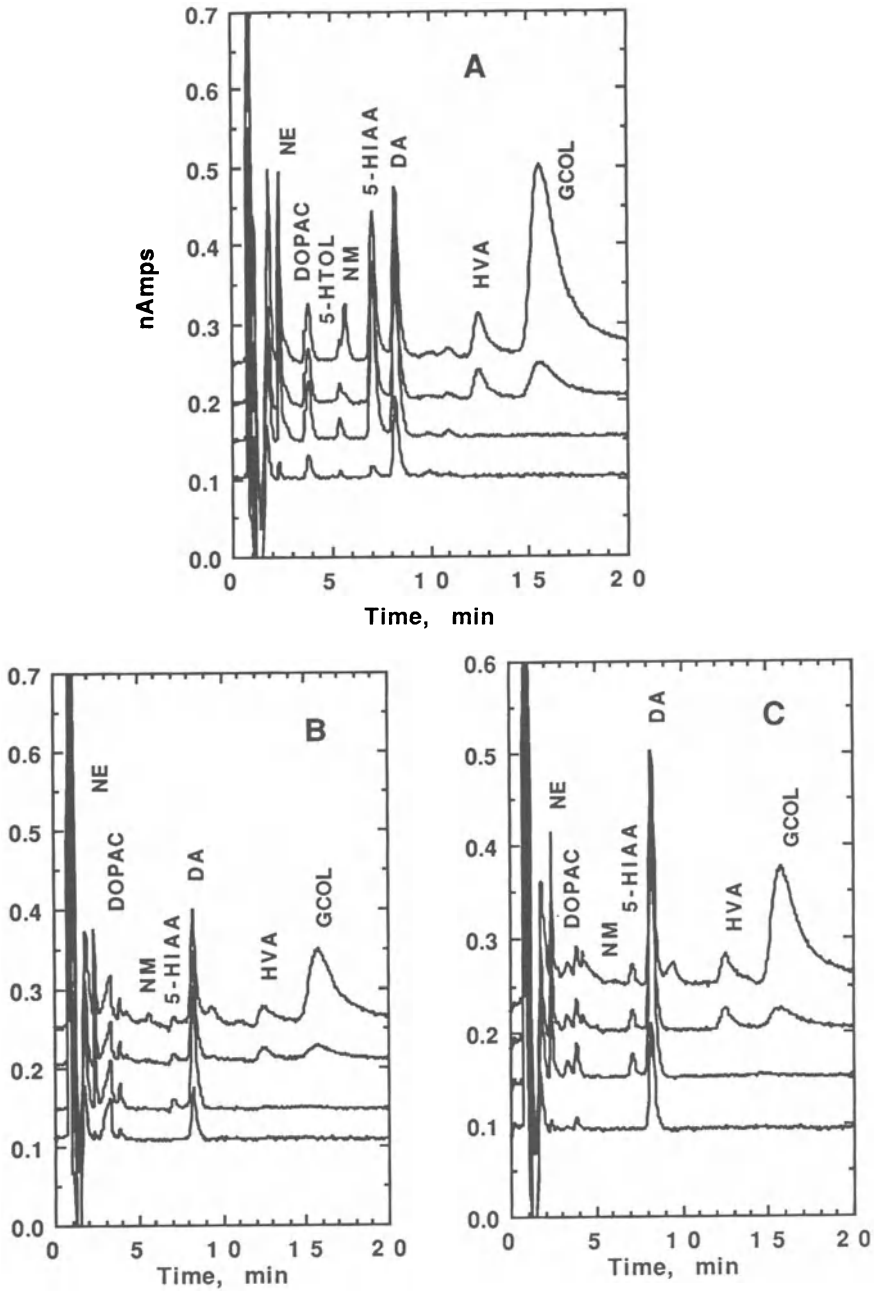 A
0.7
0.6
0.5
0.4
0.3
0.2
0.1
0.0
nAmps
NE
DOPAC
5-HTOL
NM
5-HIAA
DA
HVA
GCOL
0 5 10 15 20
Time, min
B
0.7
0.6
0.5
0.4
0.3
0.2
0.1
0.0
NE
DOPAC
NM
5-HIAA
DA
HVA
GCOL
0 5 10 15 20
Time, min
C
0.6
0.5
0.4
0.3
0.2
0.1
0.0
NE
DOPAC
NM
5-HIAA
DA
HVA
GCOL
0 5 10 15 20
Time, min